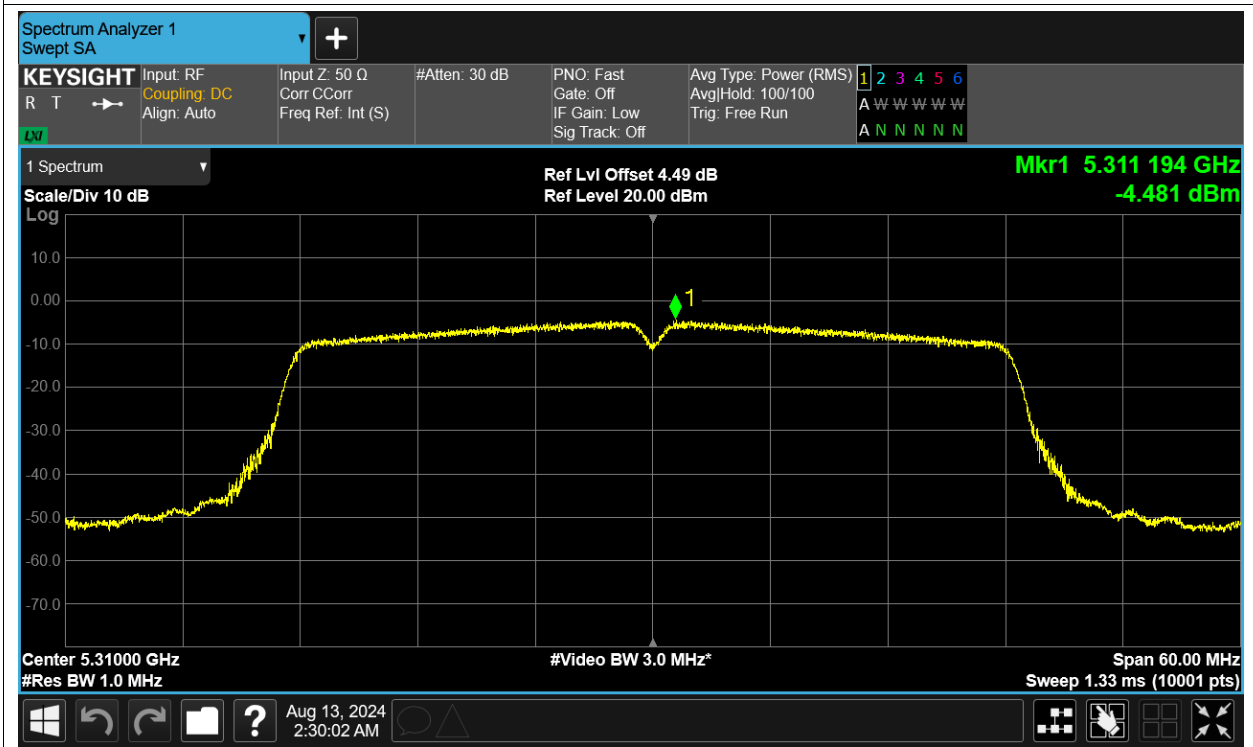 Spectrum Analyzer 1
Swept SA
KEYSIGHT
R T
LXI
Input: RF
Coupling: DC
Align: Auto
Input Z: 50 Ω
Corr CCorr
Freq Ref: Int (S)
#Atten: 30 dB
PNO: Fast
Gate: Off
IF Gain: Low
Sig Track: Off
Avg Type: Power (RMS)
Avg|Hold: 100/100
Trig: Free Run
1 2 3 4 5 6
A W W W W W
A N N N N N
1 Spectrum
Scale/Div 10 dB
Log
Ref Lvl Offset 4.49 dB
Ref Level 20.00 dBm
Mkr1 5.311 194 GHz
-4.481 dBm
10.0
0.00
-10.0
-20.0
-30.0
-40.0
-50.0
-60.0
-70.0
1
Center 5.31000 GHz
#Res BW 1.0 MHz
#Video BW 3.0 MHz*
Span 60.00 MHz
Sweep 1.33 ms (10001 pts)
?
Aug 13, 2024
2:30:02 AM